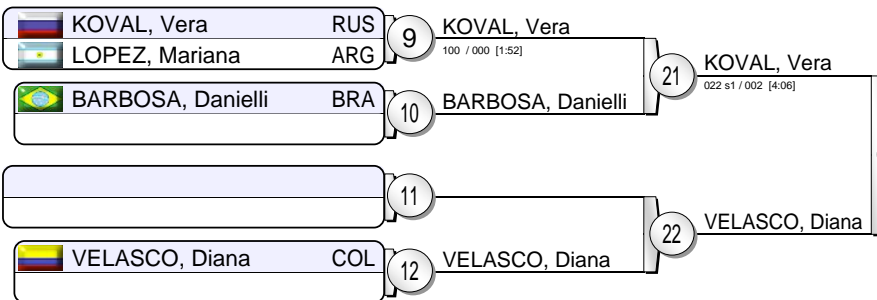 KOVAL, Vera RUS
LOPEZ, Mariana ARG
9
KOVAL, Vera
100 / 000 [1:52]
BARBOSA, Danielli BRA
10
BARBOSA, Danielli
21
KOVAL, Vera
022 s1 / 002 [4:06]
11
VELASCO, Diana COL
12
VELASCO, Diana
22
VELASCO, Diana